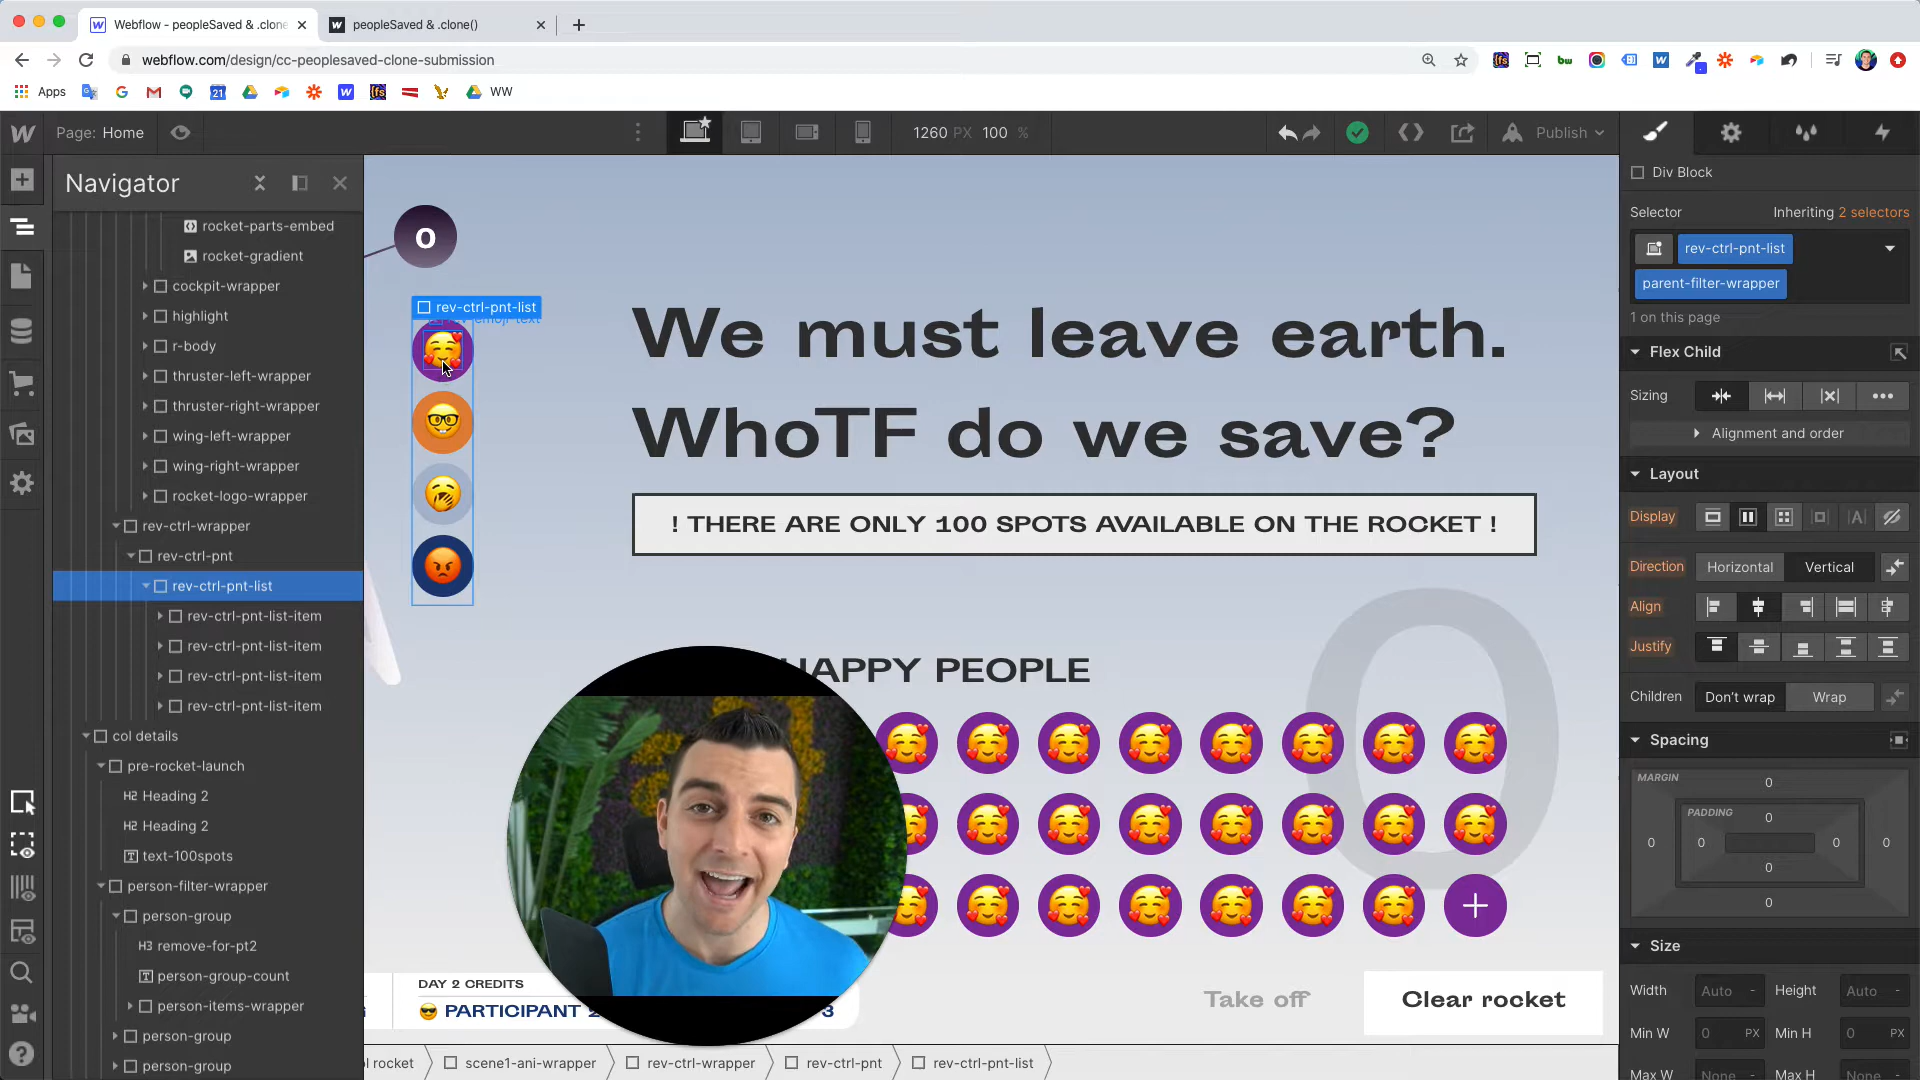 Webflow - peopleSaved & .clone
peopleSaved & .clone()
webflow.com/design/cc-peoplesaved-clone-submission
Apps
21
WW
Page: Home
1260 PX 100 %
Publish
Navigator
rocket-parts-embed
rocket-gradient
cockpit-wrapper
highlight
r-body
thruster-left-wrapper
thruster-right-wrapper
wing-left-wrapper
wing-right-wrapper
rocket-logo-wrapper
rev-ctrl-wrapper
rev-ctrl-pnt
rev-ctrl-pnt-list
rev-ctrl-pnt-list-item
rev-ctrl-pnt-list-item
rev-ctrl-pnt-list-item
rev-ctrl-pnt-list-item
col details
pre-rocket-launch
H2 Heading 2
H2 Heading 2
text-100spots
person-filter-wrapper
person-group
H3 remove-for-pt2
person-group-count
person-items-wrapper
person-group
person-group
0
rev-ctrl-pnt-list
We must leave earth.
WhoTF do we save?
! THERE ARE ONLY 100 SPOTS AVAILABLE ON THE ROCKET !
HAPPY PEOPLE
0
DAY 2 CREDITS
PARTICIPANT 2
3
Take off
Clear rocket
rocket
scene1-ani-wrapper
rev-ctrl-wrapper
rev-ctrl-pnt
rev-ctrl-pnt-list
Div Block
Selector
Inheriting 2 selectors
rev-ctrl-pnt-list
parent-filter-wrapper
1 on this page
Flex Child
Sizing
Alignment and order
Layout
Display
Direction Horizontal Vertical
Align
Justify
Children Don't wrap Wrap
Spacing
MARGIN
0
PADDING
0
0 0 0 0
0
0
Size
Width Auto - Height Auto -
Min W 0 PX Min H 0 PX
Max W None - Max H None -